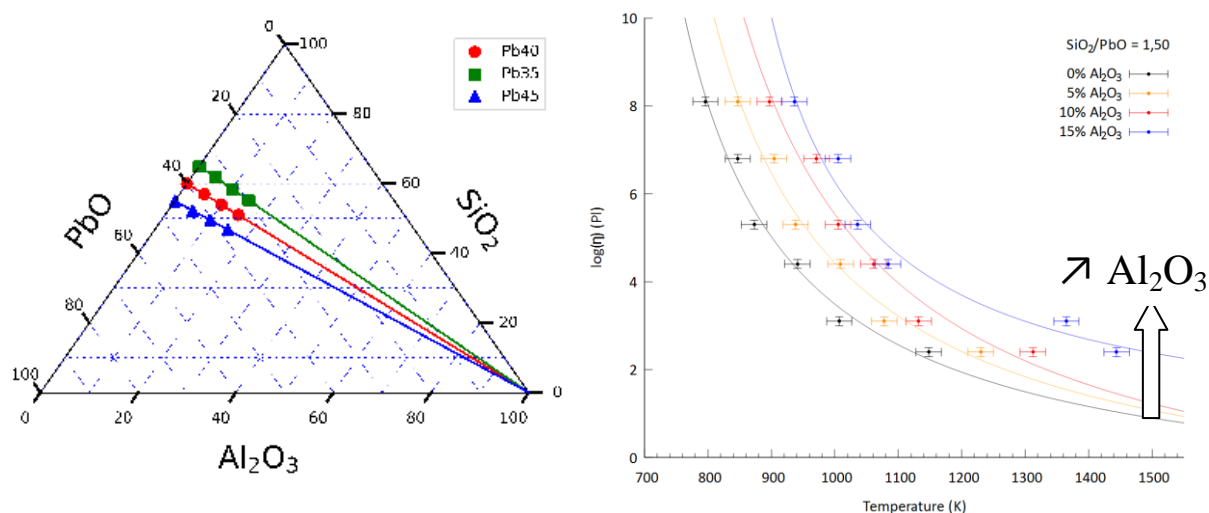 0
100
20
80
40
60
60
40
80
20
100
0
0
20
40
60
80
100
PbO
SiO₂
Al₂O₃
Pb40
Pb35
Pb45
10
8
6
4
2
0
log(η) (Pl)
700 800 900 1000 1100 1200 1300 1400 1500
Temperature (K)
SiO₂/PbO = 1,50
0% Al₂O₃
5% Al₂O₃
10% Al₂O₃
15% Al₂O₃
↗ Al₂O₃